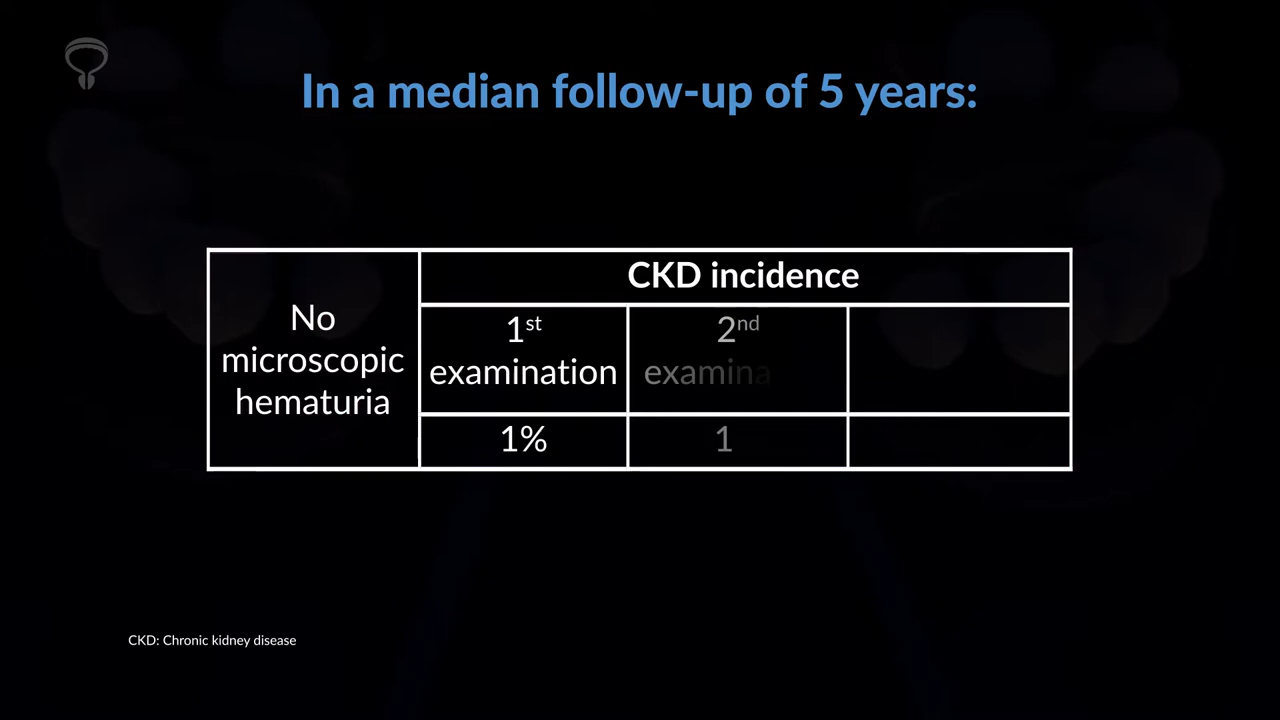 In a median follow-up of 5 years:
CKD incidence
No
microscopic
hematuria
1st
examination
2nd
examina
1%
1
CKD: Chronic kidney disease